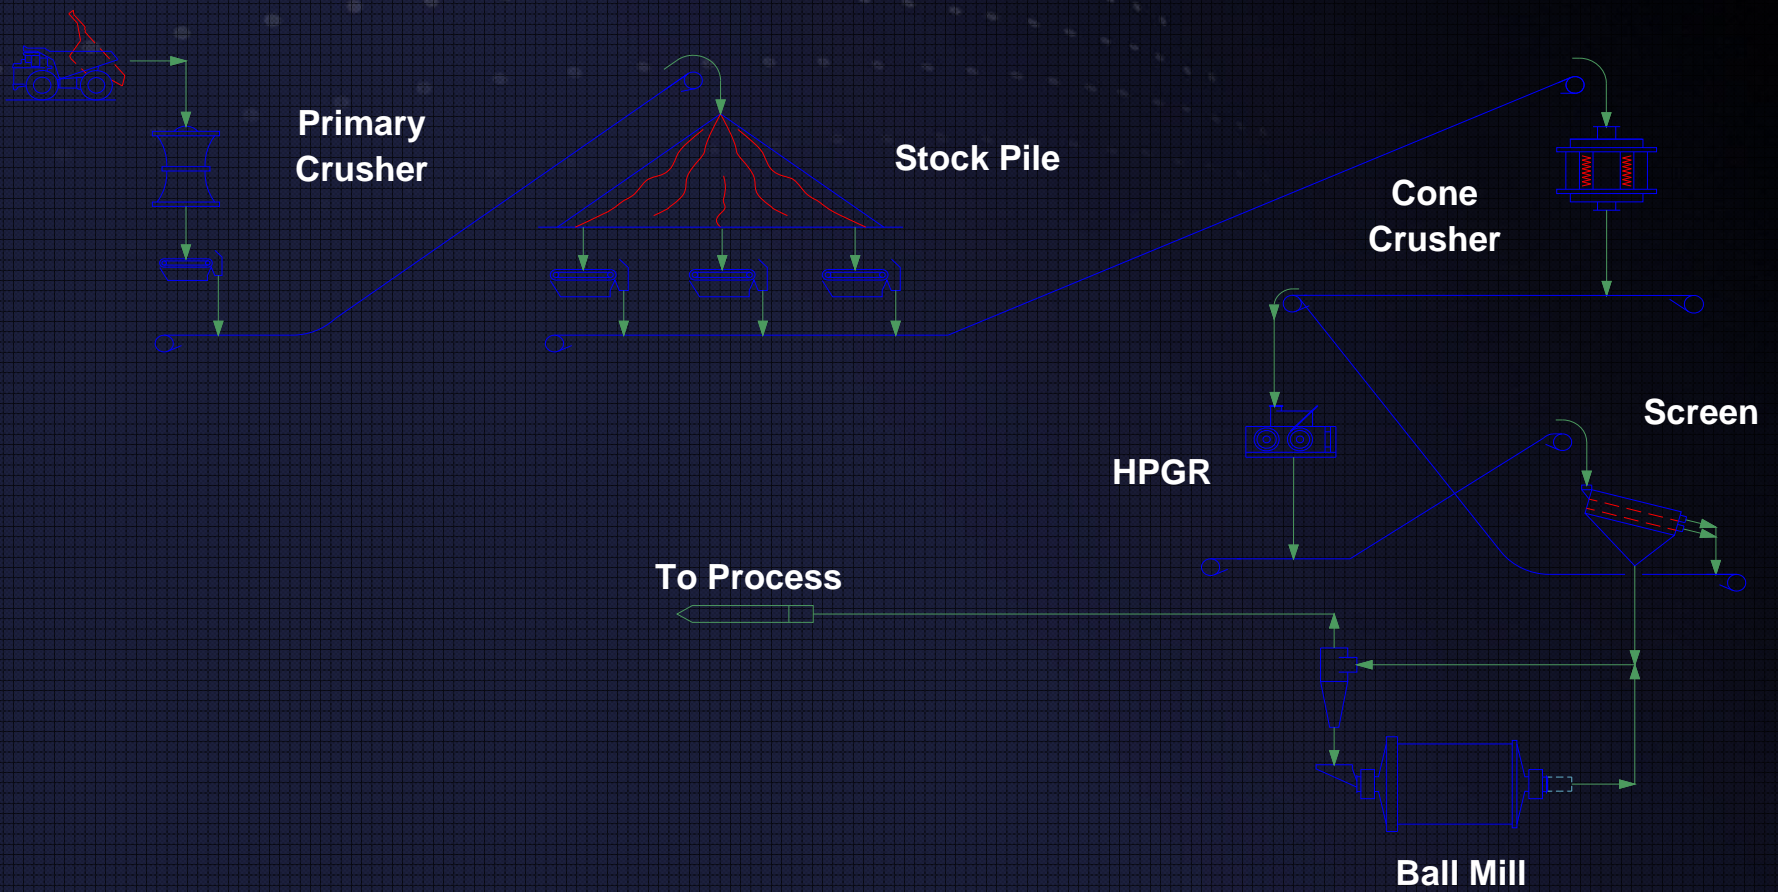 Primary
Crusher
Stock Pile
Cone
Crusher
Screen
HPGR
To Process
Ball Mill